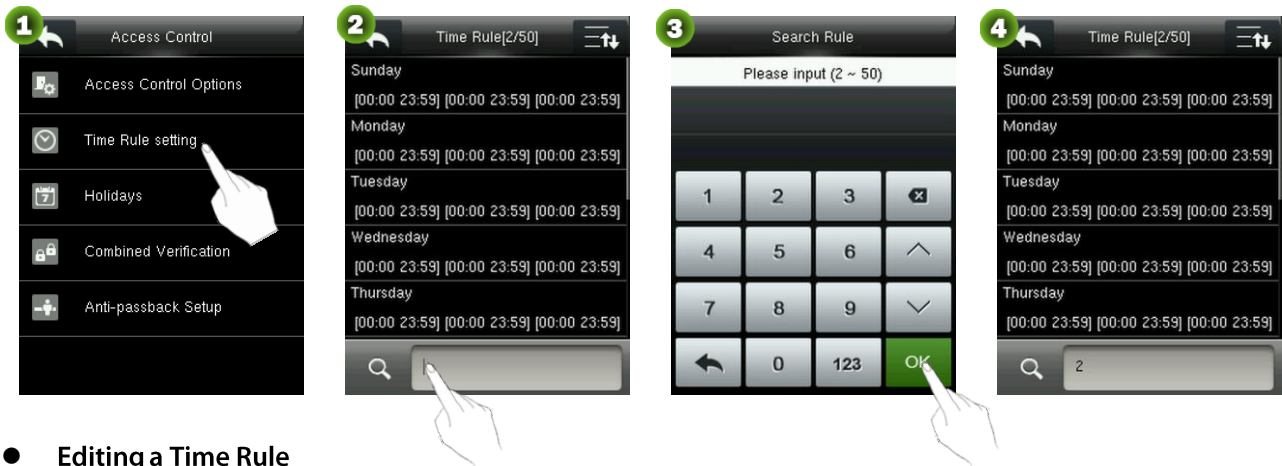 1
Access Control
Access Control Options
Time Rule setting
7
Holidays
Combined Verification
Anti-passback Setup
2
Time Rule[2/50]
Sunday
[00:00 23:59] [00:00 23:59] [00:00 23:59]
Monday
[00:00 23:59] [00:00 23:59] [00:00 23:59]
Tuesday
[00:00 23:59] [00:00 23:59] [00:00 23:59]
Wednesday
[00:00 23:59] [00:00 23:59] [00:00 23:59]
Thursday
[00:00 23:59] [00:00 23:59] [00:00 23:59]
3
Search Rule
Please input (2 ~ 50)
1 2 3
4 5 6
7 8 9
0 123 OK
4
Time Rule[2/50]
Sunday
[00:00 23:59] [00:00 23:59] [00:00 23:59]
Monday
[00:00 23:59] [00:00 23:59] [00:00 23:59]
Tuesday
[00:00 23:59] [00:00 23:59] [00:00 23:59]
Wednesday
[00:00 23:59] [00:00 23:59] [00:00 23:59]
Thursday
[00:00 23:59] [00:00 23:59] [00:00 23:59]
2
● Editing a Time Rule